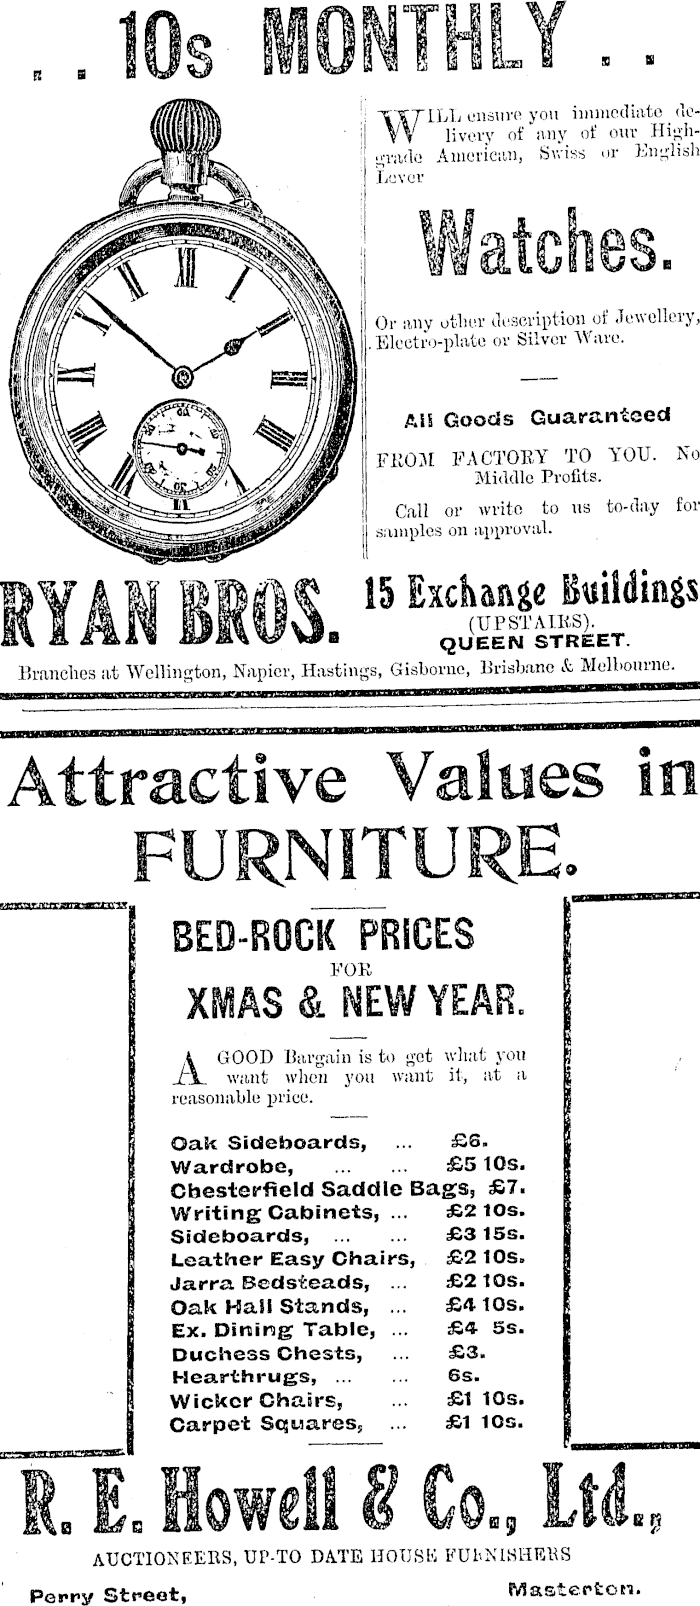 . . 10s MONTHLY . .
WILL ensure you immediate de-
livery of any of our High-
grade American, Swiss or English
Lever
Watches.
Or any other description of Jewellery,
Electro-plate or Silver Ware.
All Goods Guaranteed
FROM FACTORY TO YOU. No
Middle Profits.
Call or write to us to-day for
samples on approval.
RYAN BROS.
15 Exchange Buildings
(UPSTAIRS).
QUEEN STREET.
Branches at Wellington, Napier, Hastings, Gisborne, Brisbane & Melbourne.
Attractive Values in
FURNITURE.
BED-ROCK PRICES
FOR
XMAS & NEW YEAR.
A GOOD Bargain is to get what you
want when you want it, at a
reasonable price.
Oak Sideboards, ... £6.
Wardrobe, ... ... £5 10s.
Chesterfield Saddle Bags, £7.
Writing Cabinets, ... £2 10s.
Sideboards, ... ... £3 15s.
Leather Easy Chairs, £2 10s.
Jarra Bedsteads, ... £2 10s.
Oak Hall Stands, ... £4 10s.
Ex. Dining Table, ... £4 5s.
Duchess Chests, ... £3.
Hearthrugs, ... ... 6s.
Wicker Chairs, ... £1 10s.
Carpet Squares, ... £1 10s.
R. E. Howell & Co., Ltd.,
AUCTIONEERS, UP-TO DATE HOUSE FURNISHERS
Perry Street, Masterton.